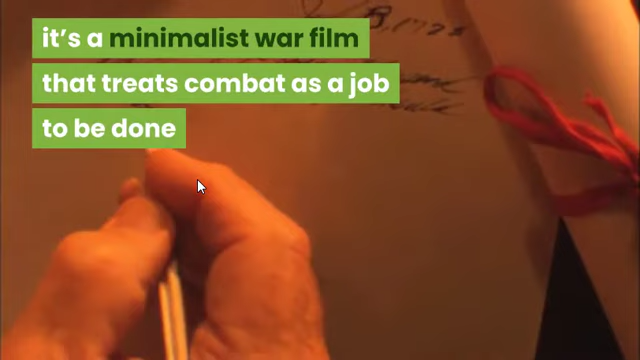 it's a minimalist war film
that treats combat as a job
to be done